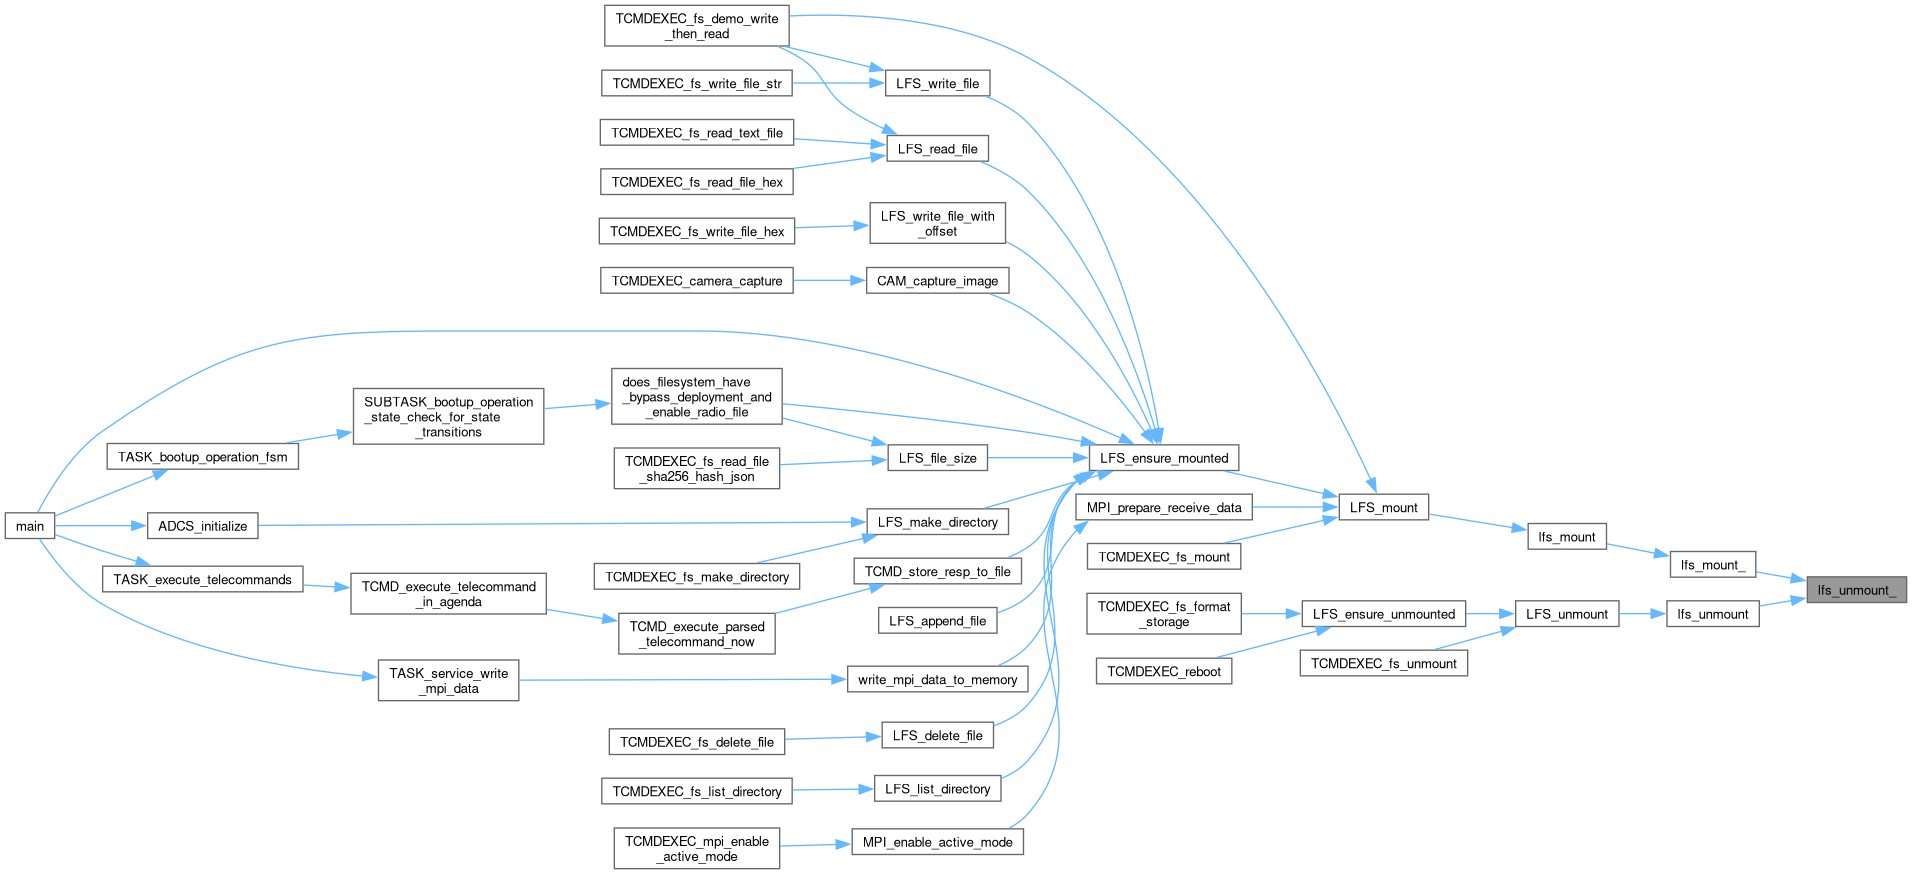 TCMDEXEC_fs_demo_write
_then_read
TCMDEXEC_fs_write_file_str
LFS_write_file
TCMDEXEC_fs_read_text_file
LFS_read_file
TCMDEXEC_fs_read_file_hex
TCMDEXEC_fs_write_file_hex
LFS_write_file_with
_offset
TCMDEXEC_camera_capture
CAM_capture_image
does_filesystem_have
_bypass_deployment_and
_enable_radio_file
SUBTASK_bootup_operation
_state_check_for_state
_transitions
TASK_bootup_operation_fsm
TCMDEXEC_fs_read_file
_sha256_hash_json
LFS_file_size
LFS_ensure_mounted
main
ADCS_initialize
LFS_make_directory
MPI_prepare_receive_data
LFS_mount
lfs_mount
TCMDEXEC_fs_mount
lfs_mount_
TASK_execute_telecommands
TCMD_execute_telecommand
_in_agenda
TCMDEXEC_fs_make_directory
TCMD_store_resp_to_file
lfs_unmount_
TCMD_execute_parsed
_telecommand_now
LFS_append_file
TCMDEXEC_fs_format
_storage
LFS_ensure_unmounted
LFS_unmount
lfs_unmount
TCMDEXEC_reboot
TCMDEXEC_fs_unmount
TASK_service_write
_mpi_data
write_mpi_data_to_memory
TCMDEXEC_fs_delete_file
LFS_delete_file
TCMDEXEC_fs_list_directory
LFS_list_directory
TCMDEXEC_mpi_enable
_active_mode
MPI_enable_active_mode